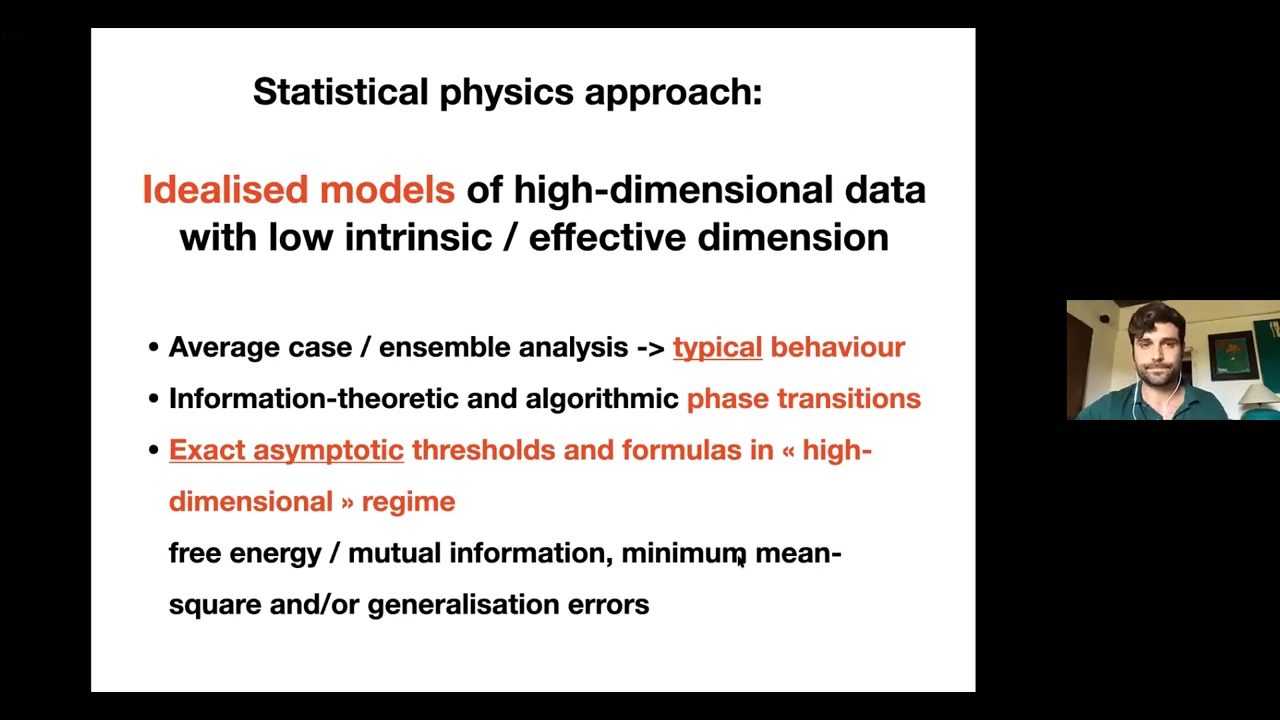 Statistical physics approach:
Idealised models of high-dimensional data
with low intrinsic / effective dimension
• Average case / ensemble analysis -> typical behaviour
• Information-theoretic and algorithmic phase transitions
• Exact asymptotic thresholds and formulas in « high-
dimensional » regime
free energy / mutual information, minimum mean-
square and/or generalisation errors